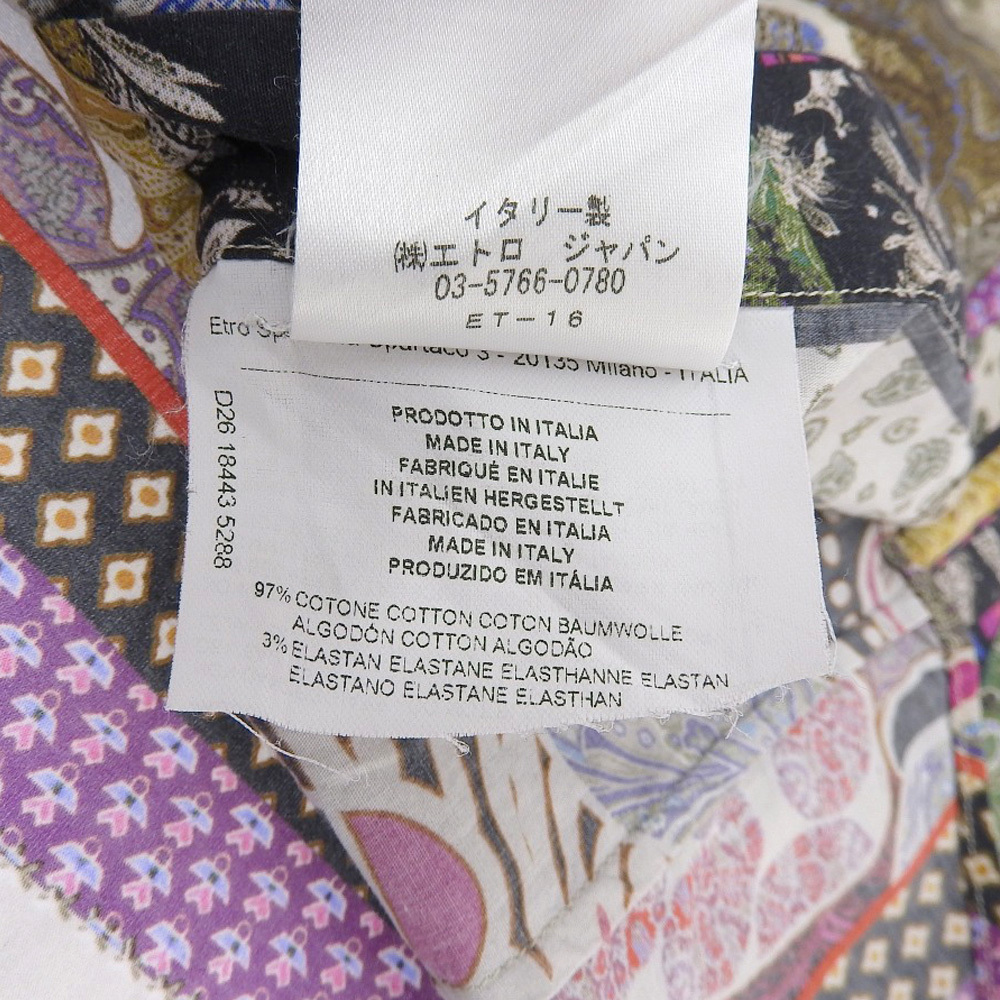 イタリー製
(株)エトロ ジャパン
03-5766-0780
ET-16
Etro Spartaco 3 - 20135 Milano - ITALIA
D26 18443 5288
PRODOTTO IN ITALIA
MADE IN ITALY
FABRIQUÉ EN ITALIE
IN ITALIEN HERGESTELLT
FABRICADO EN ITALIA
MADE IN ITALY
PRODUZIDO EM ITÁLIA
97% COTONE COTTON COTON BAUMWOLLE
ALGODÓN COTTON ALGODÃO
3% ELASTAN ELASTANE ELASTHANNE ELASTAN
ELASTANO ELASTANE ELASTHAN